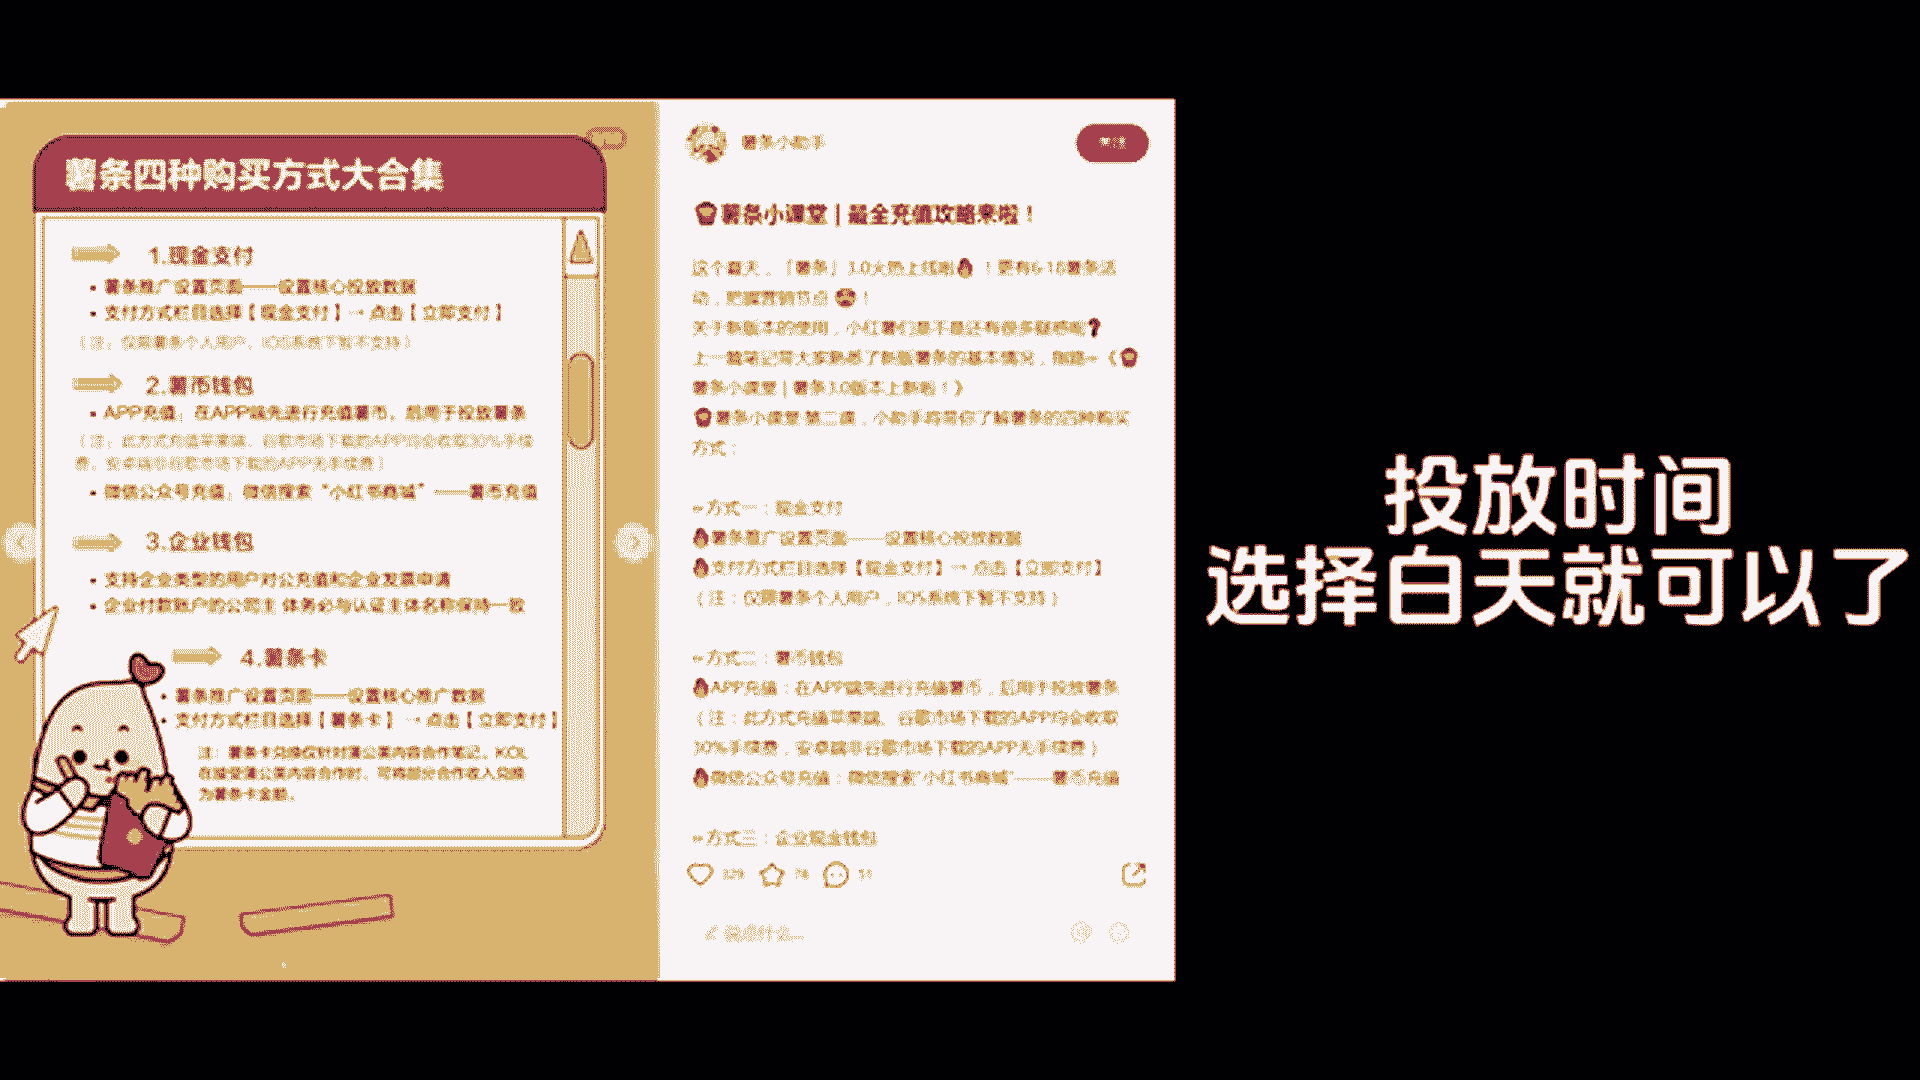 薯条四种购买方式大合集
1.现金支付
• 薯条推广设置页面——设置核心投放数据
• 支付方式栏目选择【现金支付】→ 点击【立即支付】
（注：仅限薯条个人用户，IOS系统下暂不支持）
2.薯币钱包
• APP充值：在APP端先进行充值薯币，后用于投放薯条
（注：此方式充值苹果端、谷歌市场下载的APP均会收取30%手续
费，安卓端非谷歌市场下载的APP无手续费）
• 微信公众号充值：微信搜索“小红书商城”——薯币充值
3.企业钱包
• 支持企业类型的用户对公充值和企业发票申请
• 企业付款账户的公司主体务必与认证主体名称保持一致
4.薯条卡
• 薯条推广设置页面——设置核心推广数据
• 支付方式栏目选择【薯条卡】→ 点击【立即支付】
注：薯条卡兑换仅针对蒲公英内容合作笔记。KOL
在接受蒲公英内容合作时，可将部分合作收入兑换
为薯条卡金额。
薯条小助手
关注
薯条小课堂 | 最全充值攻略来啦！
这个夏天，「薯条」3.0火热上线啦！更有6·18薯条活
动，把握营销节点！
关于新版本的使用，小红薯们是不是还有很多疑惑呢❓
上一篇笔记带大家熟悉了新版薯条的基本情况，指路→《
薯条小课堂 | 薯条3.0版本上新啦！》
薯条小课堂 第二课，小助手将带你了解薯条的四种购买
方式：
方式一：现金支付
薯条推广设置页面——设置核心投放数据
支付方式栏目选择【现金支付】→ 点击【立即支付】
（注：仅限薯条个人用户，IOS系统下暂不支持）
方式二：薯币钱包
APP充值：在APP端先进行充值薯币，后用于投放薯条
（注：此方式充值苹果端、谷歌市场下载的APP均会收取
30%手续费，安卓端非谷歌市场下载的APP无手续费）
微信公众号充值：微信搜索“小红书商城”——薯币充值
方式三：企业现金钱包
说点什么...
投放时间
选择白天就可以了